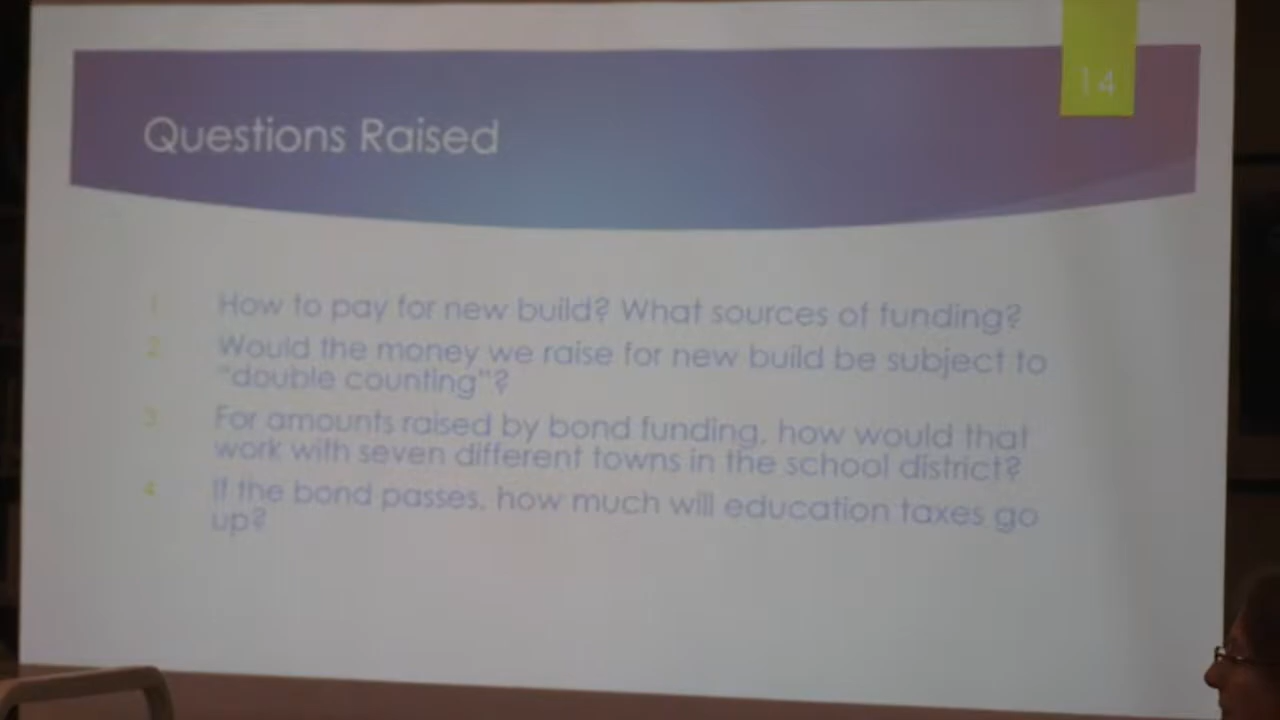 14
Questions Raised
1 How to pay for new build? What sources of funding?
2 Would the money we raise for new build be subject to
"double counting"?
3 For amounts raised by bond funding, how would that
work with seven different towns in the school district?
4 If the bond passes, how much will education taxes go
up?